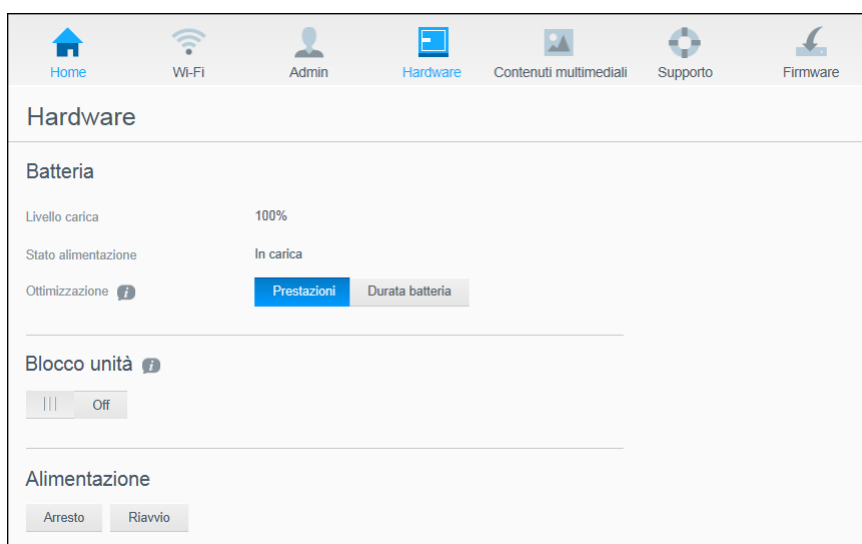 Home Wi-Fi Admin Hardware Contenuti multimediali Supporto Firmware
Hardware
Batteria
Livello carica 100%
Stato alimentazione In carica
Ottimizzazione i Prestazioni Durata batteria
Blocco unità i
Off
Alimentazione
Arresto Riavvio